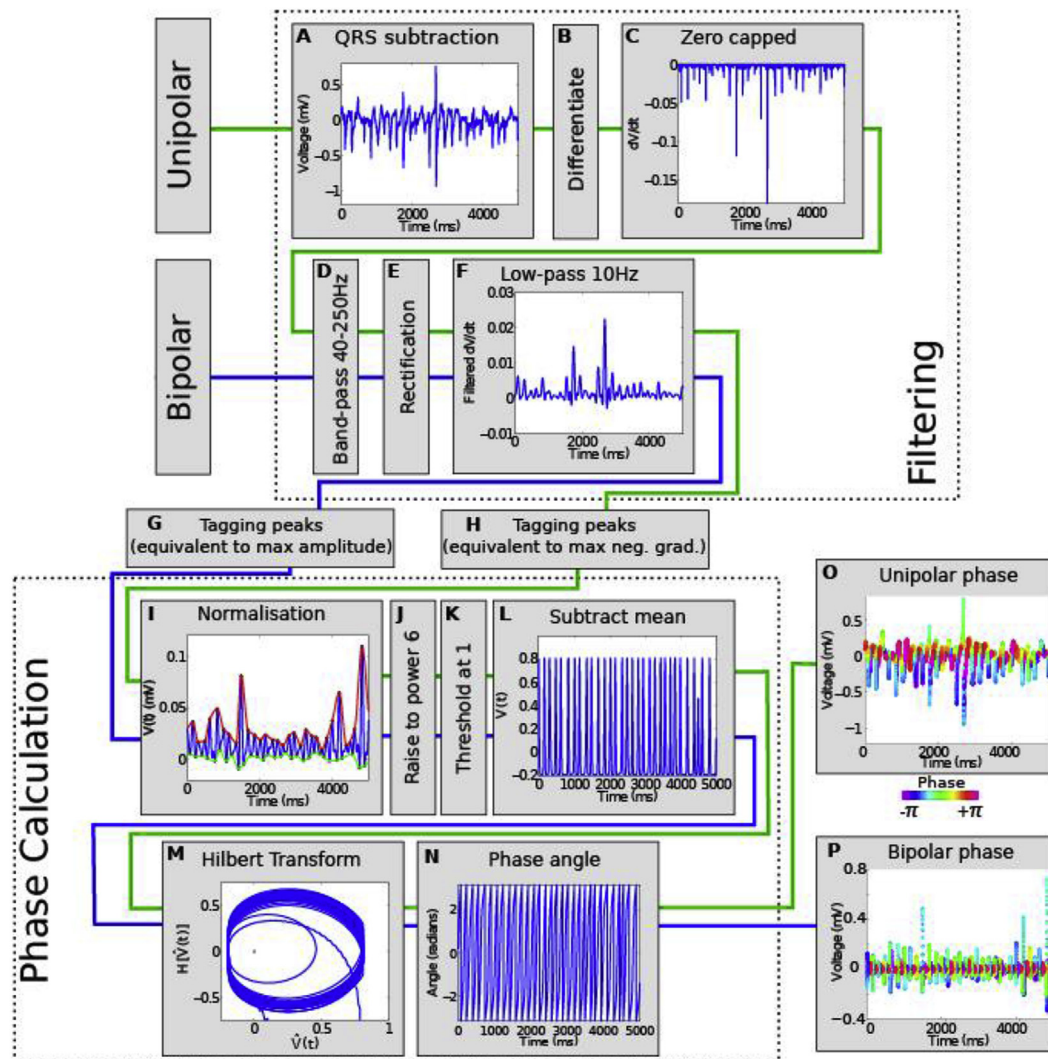 Unipolar
A QRS subtraction
Voltage (mV)
0.5
0
−0.5
−1
0 2000 4000
Time (ms)
B
Differentiate
C Zero capped
dV/dt
0
−0.05
−0.10
−0.15
0 2000 4000
Time (ms)
Bipolar
D
Band-pass 40-250Hz
E
Rectification
F Low-pass 10Hz
Filtered dV/dt
0.03
0.02
0.01
0
−0.01
0 2000 4000
Time (ms)
Filtering
G Tagging peaks
(equivalent to max amplitude)
H Tagging peaks
(equivalent to max neg. grad.)
Phase Calculation
I Normalisation
V(t) (mV)
0.1
0.05
0
0 2000 4000
Time (ms)
J
Raise to power 6
K
Threshold at 1
L Subtract mean
V(t)
1.0
0.8
0.6
0.4
0.2
0
−0.2
0 1000 2000 3000 4000 5000
Time (ms)
M Hilbert Transform
H[V̂(t)]
0.5
0
−0.5
0 0.5 1
V̂(t)
N Phase angle
Angle (radians)
2
0
−2
0 1000 2000 3000 4000 5000
Time (ms)
O Unipolar phase
Voltage (mV)
0.5
0
−0.5
−1
0 2000 4000
Time (ms)
Phase
-π +π
P Bipolar phase
Voltage (mV)
0.8
0.4
0
−0.4
0 2000 4000
Time (ms)